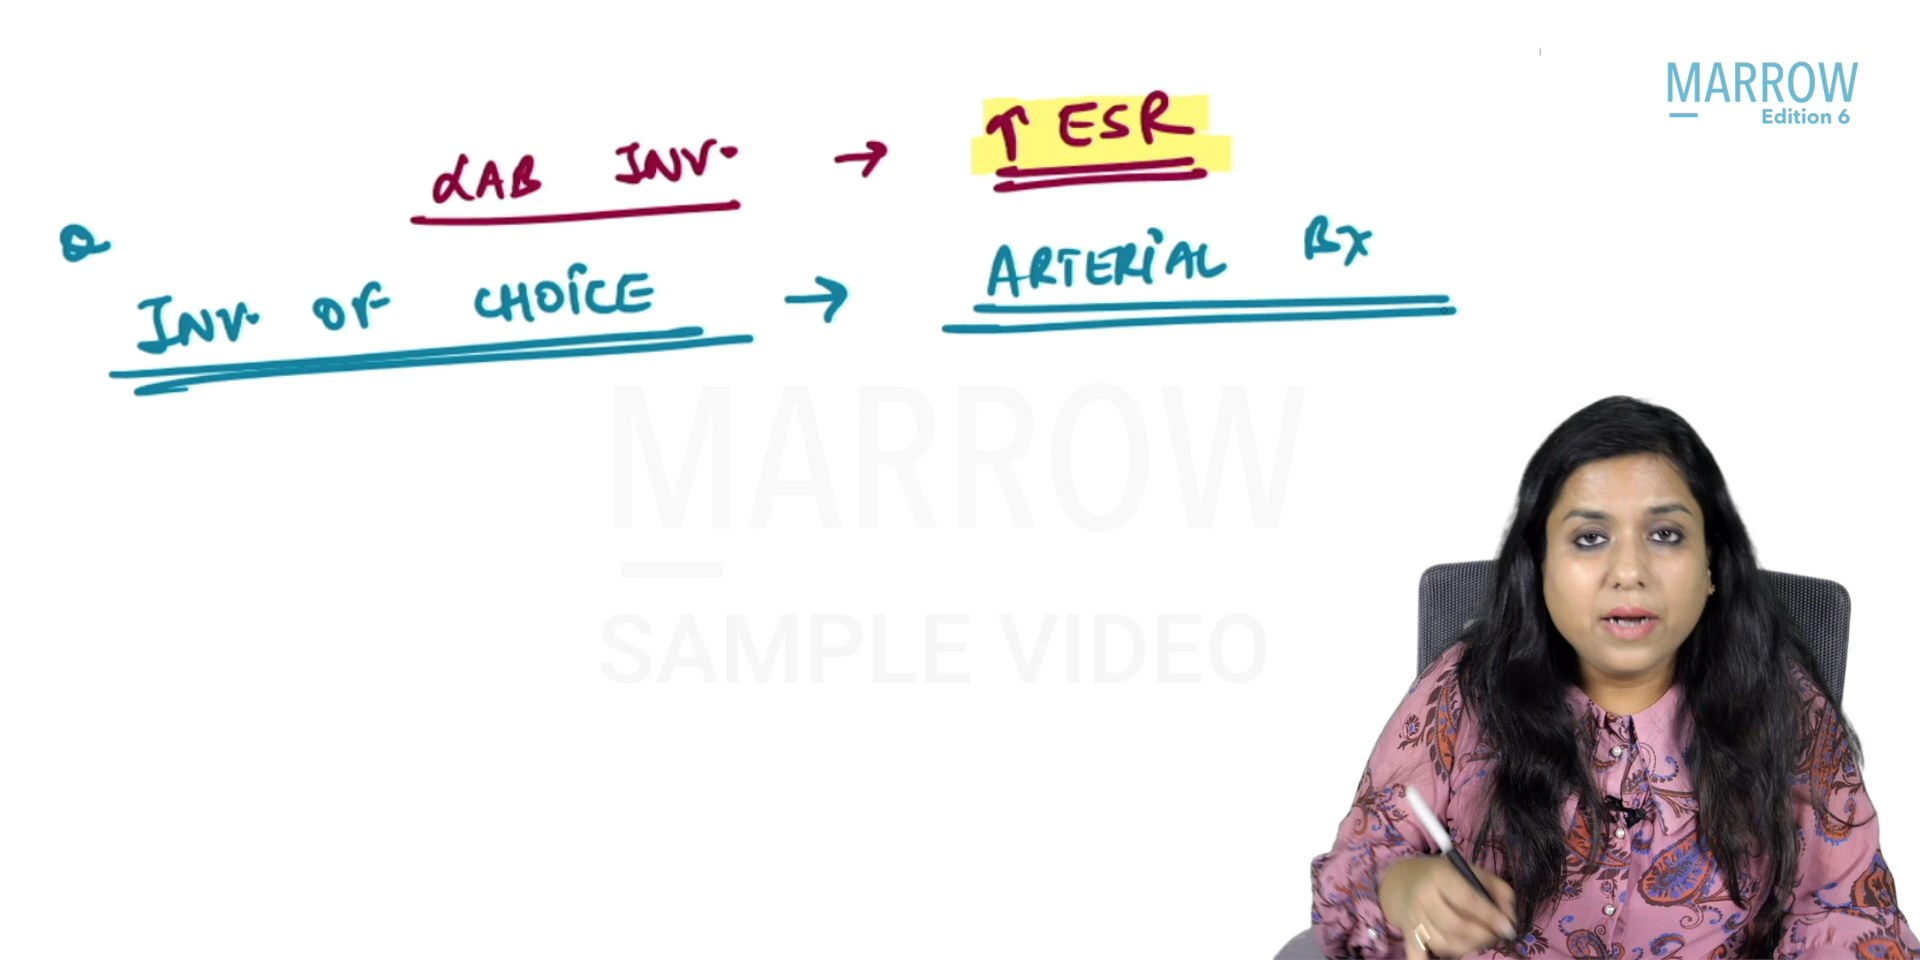 MARROW
Edition 6
LAB INV. → ↑ ESR
Q
INV. OF CHOICE → ARTERIAL Bx
MARROW
SAMPLE VIDEO